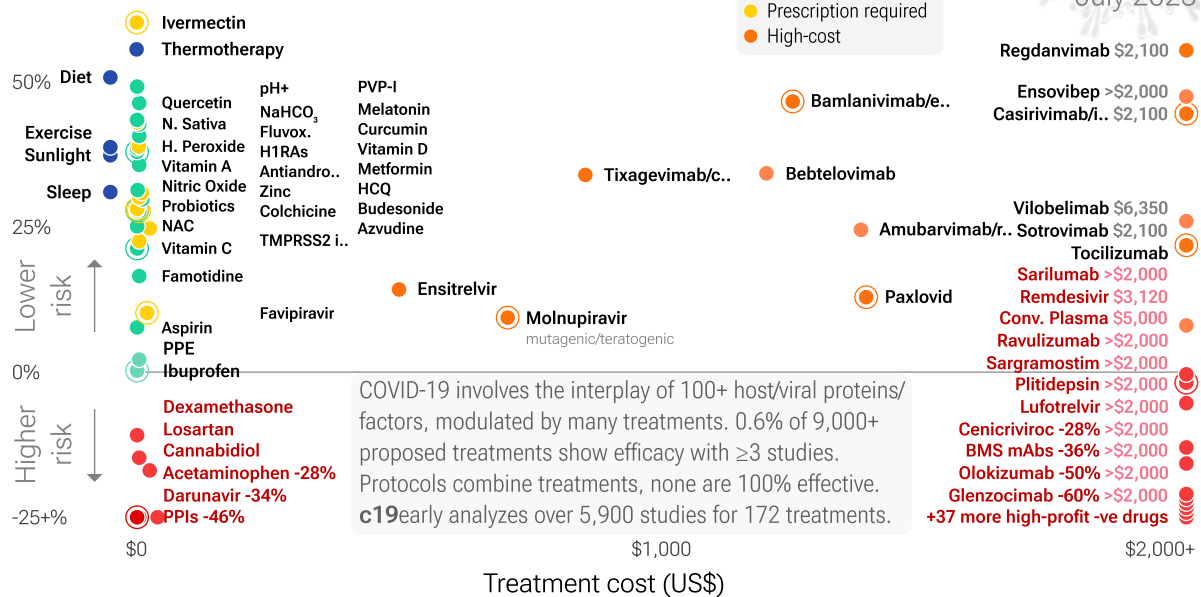 July 2025
Prescription required
High-cost
Ivermectin
Thermotherapy
Diet
50%
Quercetin
N. Sativa
H. Peroxide
Vitamin A
Nitric Oxide
Probiotics
NAC
Vitamin C
Famotidine
Aspirin
PPE
Ibuprofen
pH+
NaHCO3
Fluvox.
H1RAs
Antiandro..
Zinc
Colchicine
TMPRSS2 i..
Favipiravir
PVP-I
Melatonin
Curcumin
Vitamin D
Metformin
HCQ
Budesonide
Azvudine
Exercise
Sunlight
Sleep
25%
Lower
risk
0%
Higher
risk
-25+%
Dexamethasone
Losartan
Cannabidiol
Acetaminophen -28%
Darunavir -34%
PPIs -46%
Ensitrelvir
Molnupiravir
mutagenic/teratogenic
Tixagevimab/c..
Bamlanivimab/e..
Bebtelovimab
Amubarvimab/r..
Paxlovid
Regdanvimab $2,100
Ensovibep >$2,000
Casirivimab/i.. $2,100
Vilobelimab $6,350
Sotrovimab $2,100
Tocilizumab
Sarilumab >$2,000
Remdesivir $3,120
Conv. Plasma $5,000
Ravulizumab >$2,000
Sargramostim >$2,000
Plitidepsin >$2,000
Lufotrelvir >$2,000
Cenicriviroc -28% >$2,000
BMS mAbs -36% >$2,000
Olokizumab -50% >$2,000
Glenzocimab -60% >$2,000
+37 more high-profit -ve drugs
COVID-19 involves the interplay of 100+ host/viral proteins/
factors, modulated by many treatments. 0.6% of 9,000+
proposed treatments show efficacy with ≥3 studies.
Protocols combine treatments, none are 100% effective.
c19early analyzes over 5,900 studies for 172 treatments.
$0
$1,000
$2,000+
Treatment cost (US$)